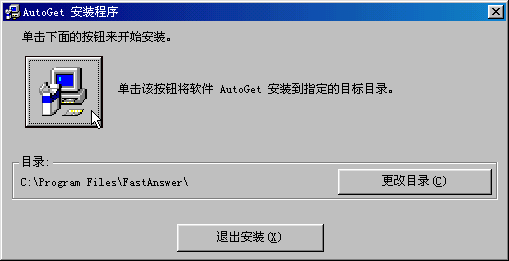 AutoGet 安装程序
单击下面的按钮来开始安装。
单击该按钮将软件 AutoGet 安装到指定的目标目录。
目录:
C:\Program Files\FastAnswer\
更改目录(C)
退出安装(X)